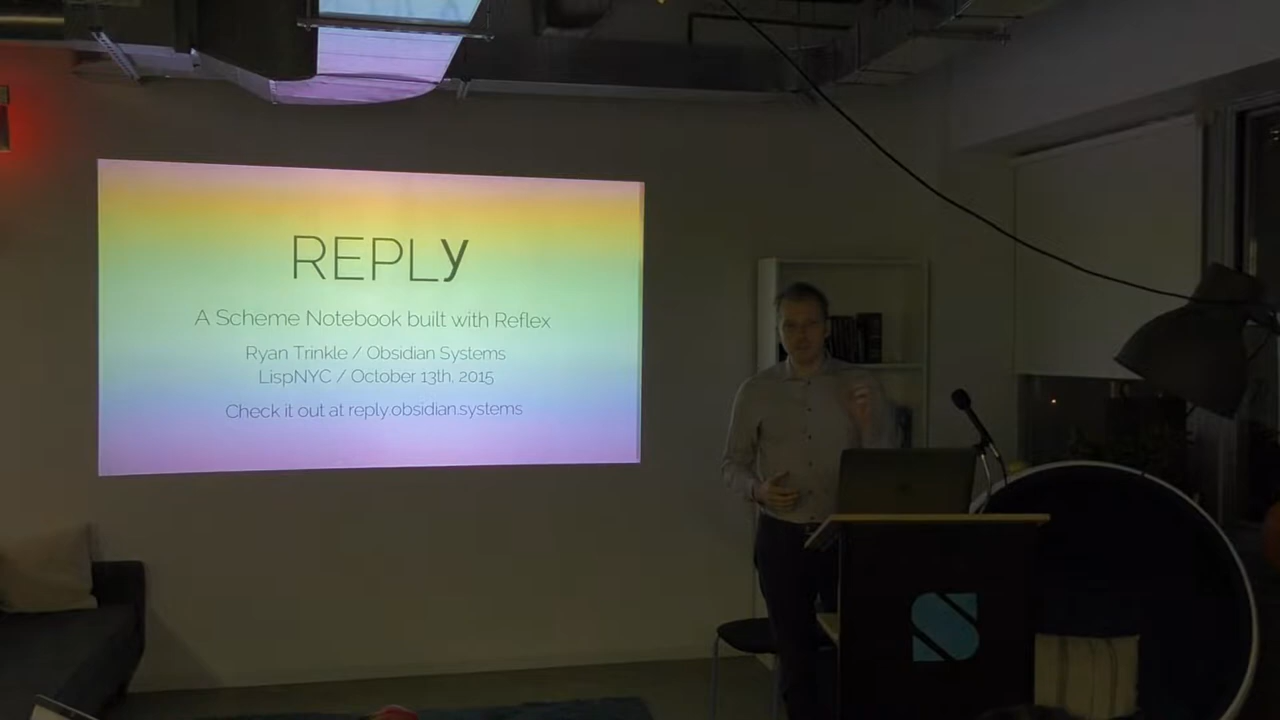 REPLy
A Scheme Notebook built with Reflex
Ryan Trinkle / Obsidian Systems
LispNYC / October 13th, 2015
Check it out at reply.obsidian.systems